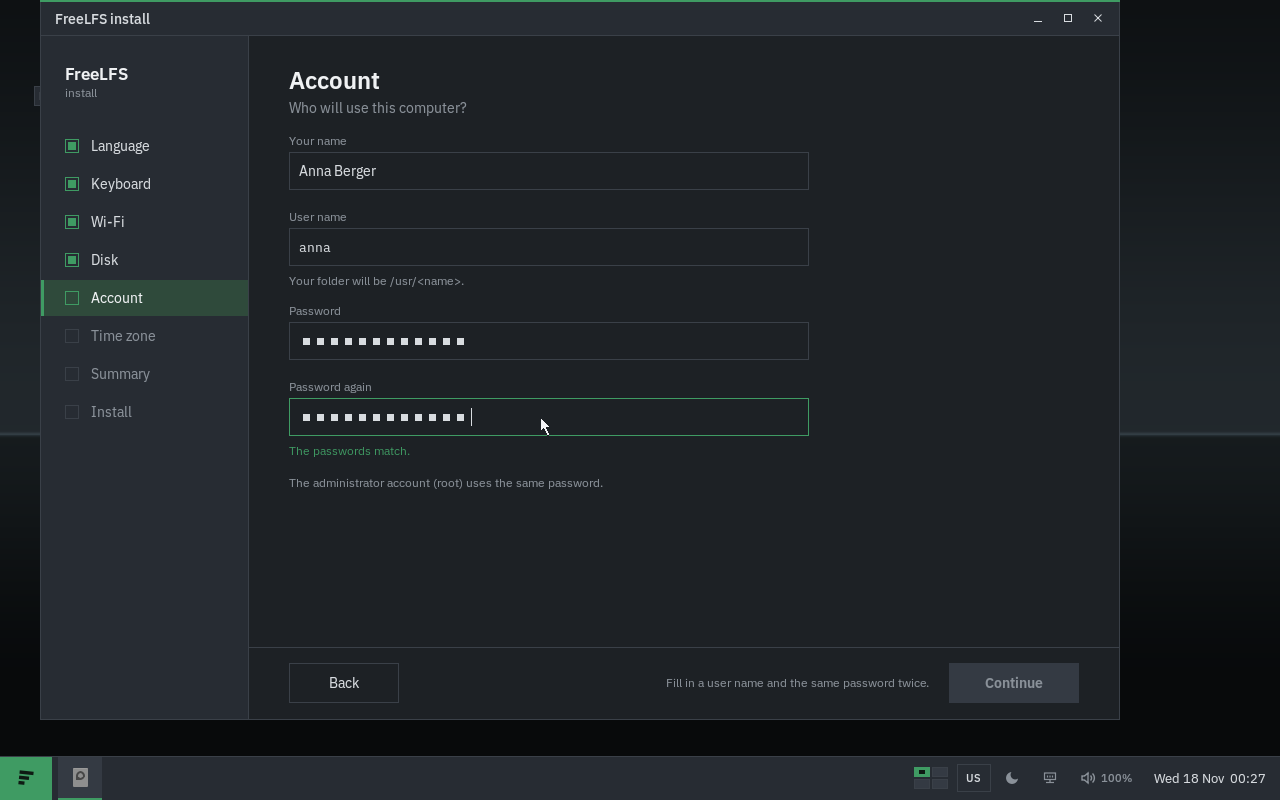 FreeLFS install
FreeLFS
install
Language
Keyboard
Wi-Fi
Disk
Account
Time zone
Summary
Install
Account
Who will use this computer?
Your name
Anna Berger
User name
anna
Your folder will be /usr/<name>.
Password
Password again
The passwords match.
The administrator account (root) uses the same password.
Back
Fill in a user name and the same password twice.
Continue
US
100%
Wed 18 Nov 00:27